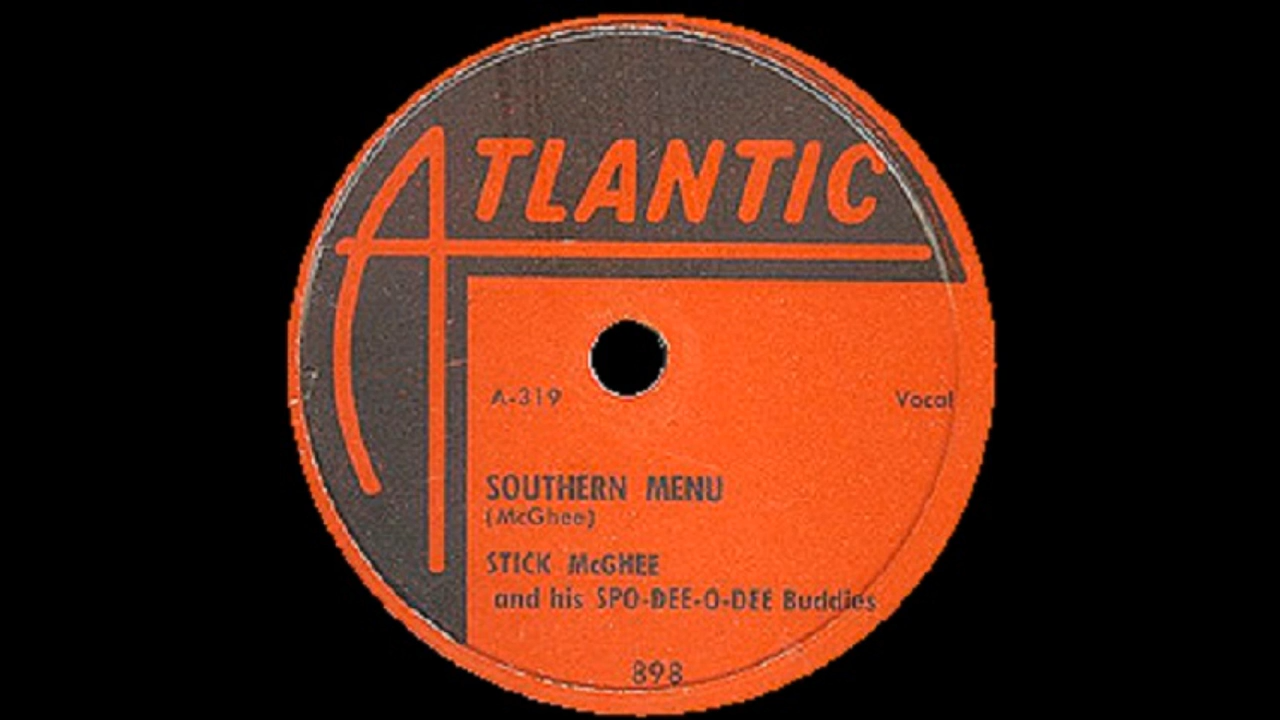 ATLANTIC
A-319 Vocal
SOUTHERN MENU
(McGhee)
STICK McGHEE
and his SPO-DEE-O-DEE Buddies
898